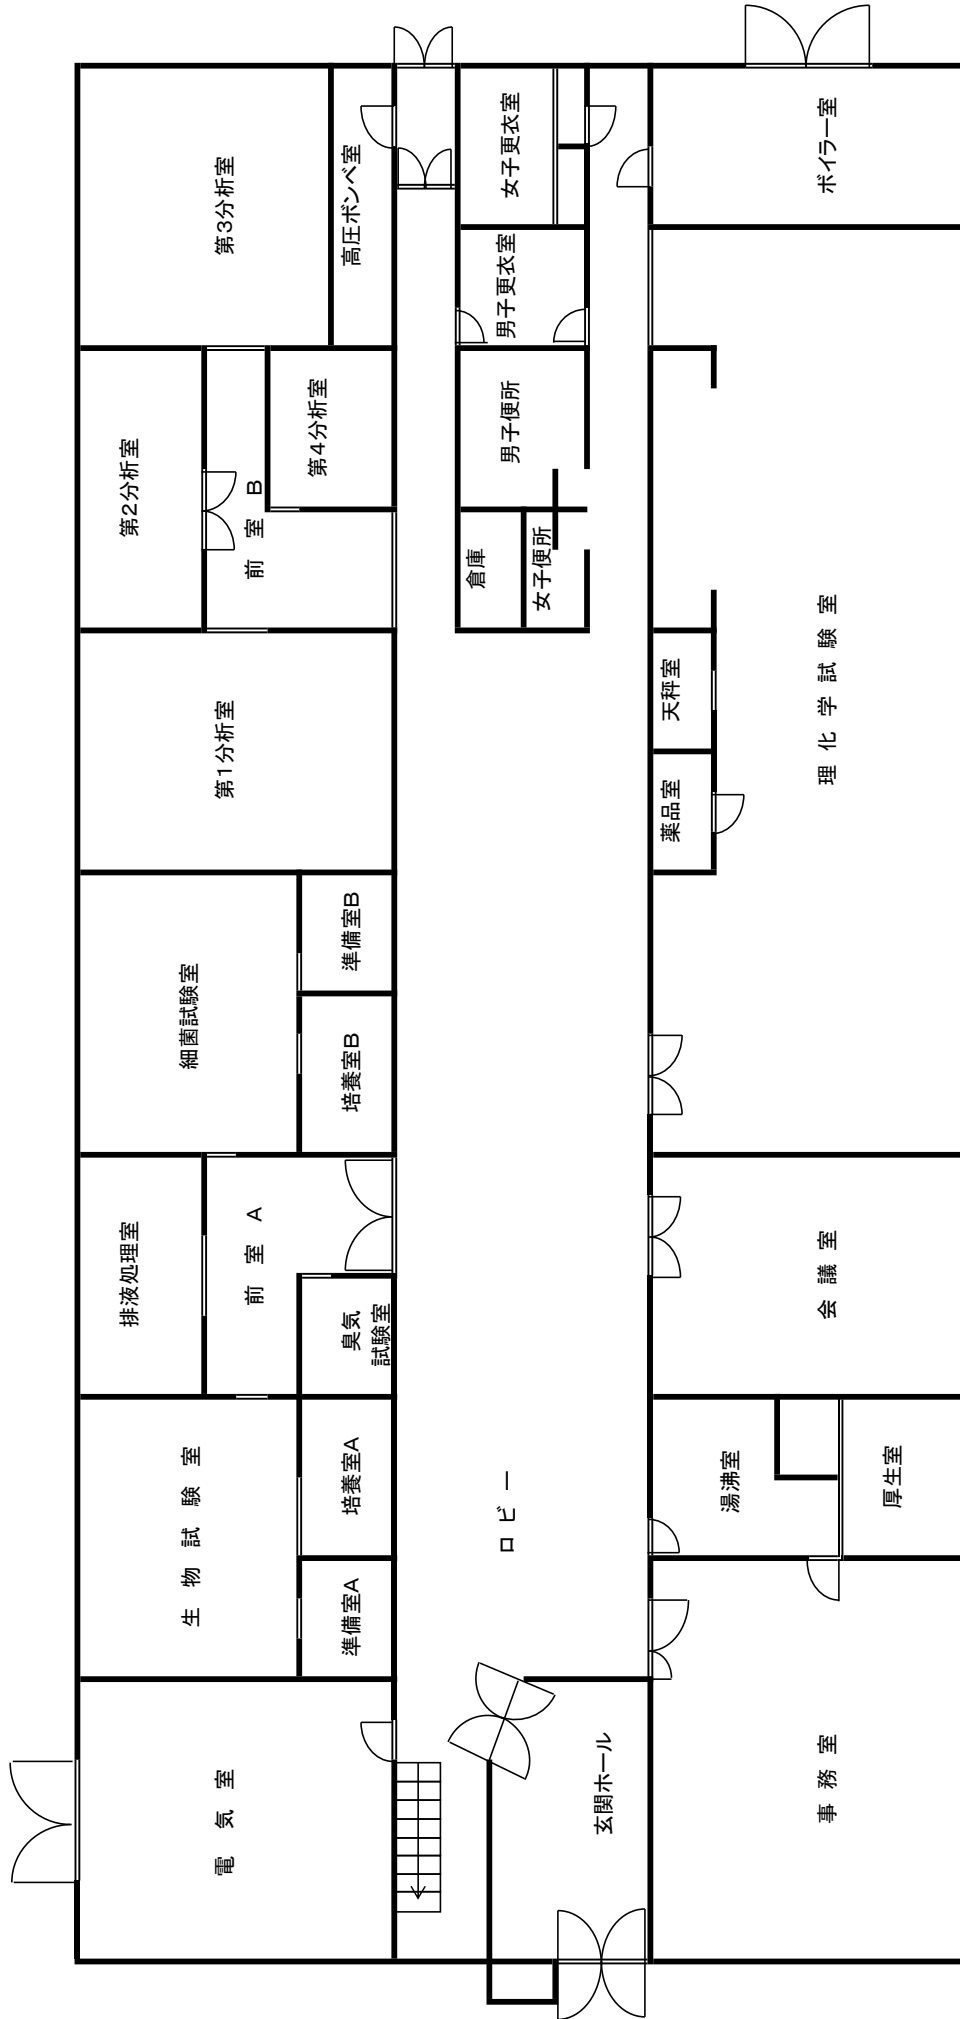 第3分析室
高圧ボンベ室
女子更衣室
男子更衣室
ボイラー室
第2分析室
前室 B
第4分析室
男子便所
倉庫
女子便所
理化学試験室
天秤室
薬品室
第1分析室
細菌試験室
準備室B
培養室B
排液処理室
前室 A
臭気
試験室
会議室
生物試験室
培養室A
準備室A
ロビー
湯沸室
厚生室
電気室
玄関ホール
事務室